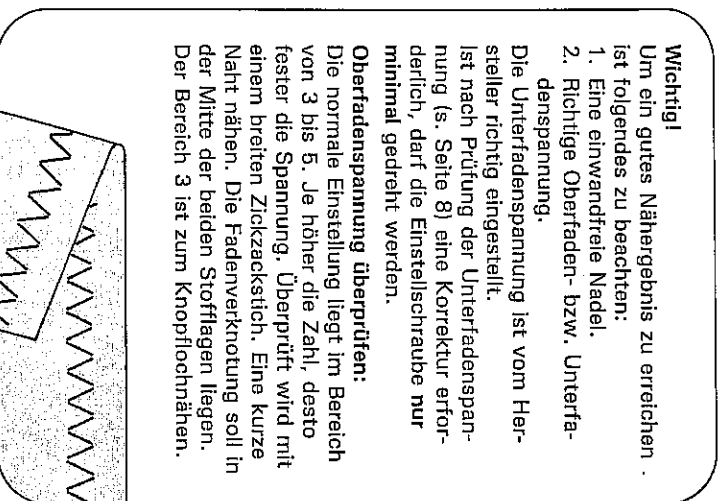 Wichtig!
Um ein gutes Nähergebnis zu erreichen .
ist folgendes zu beachten:
1. Eine einwandfreie Nadel.
2. Richtige Oberfaden- bzw. Unterfa-
denspannung.
Die Unterfadenspannung ist vom Her-
steller richtig eingestellt.
Ist nach Prüfung der Unterfadenspan-
nung (s. Seite 8) eine Korrektur erfor-
derlich, darf die Einstellschraube nur
minimal gedreht werden.
Oberfadenspannung überprüfen:
Die normale Einstellung liegt im Bereich
von 3 bis 5. Je höher die Zahl, desto
fester die Spannung. Überprüft wird mit
einem breiten Zickzackstich. Eine kurze
Naht nähen. Die Fadenverknotung soll in
der Mitte der beiden Stofflagen liegen.
Der Bereich 3 ist zum Knopflochnähen.